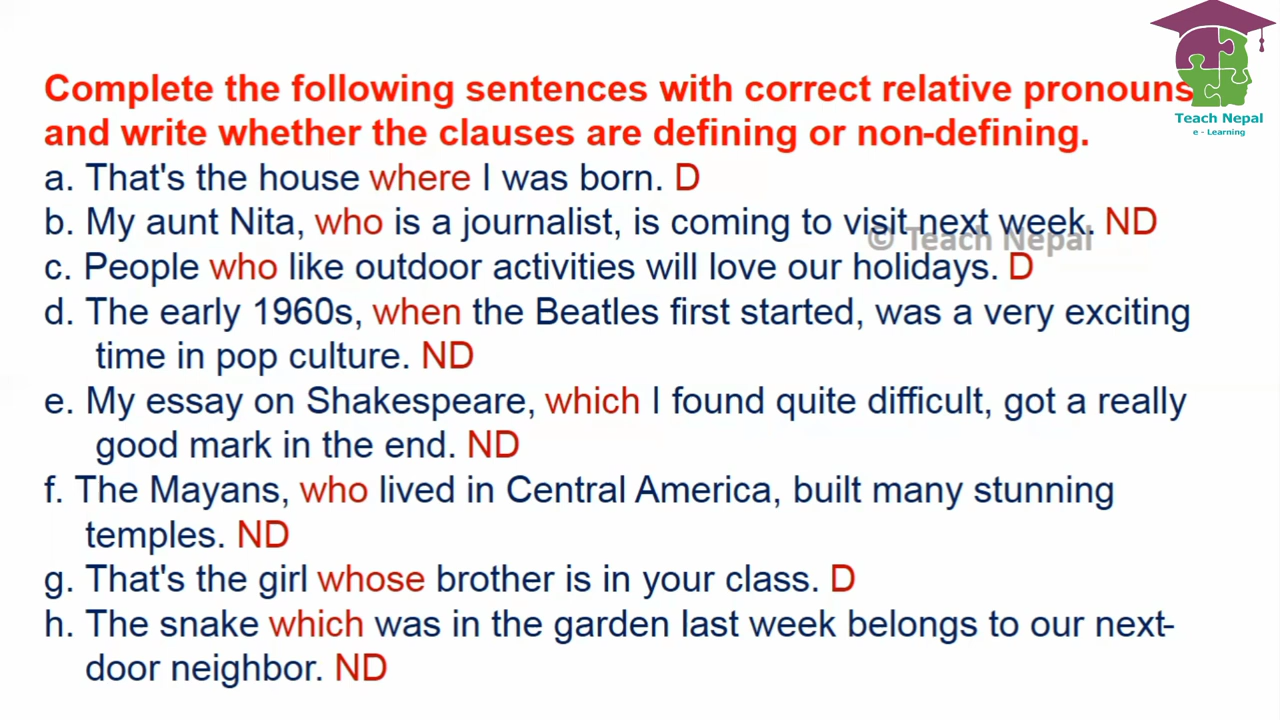 Complete the following sentences with correct relative pronouns
and write whether the clauses are defining or non-defining.
a. That's the house where I was born. D
b. My aunt Nita, who is a journalist, is coming to visit next week. ND
c. People who like outdoor activities will love our holidays. D
d. The early 1960s, when the Beatles first started, was a very exciting
time in pop culture. ND
e. My essay on Shakespeare, which I found quite difficult, got a really
good mark in the end. ND
f. The Mayans, who lived in Central America, built many stunning
temples. ND
g. That's the girl whose brother is in your class. D
h. The snake which was in the garden last week belongs to our next-
door neighbor. ND
Teach Nepal
e - Learning
© Teach Nepal